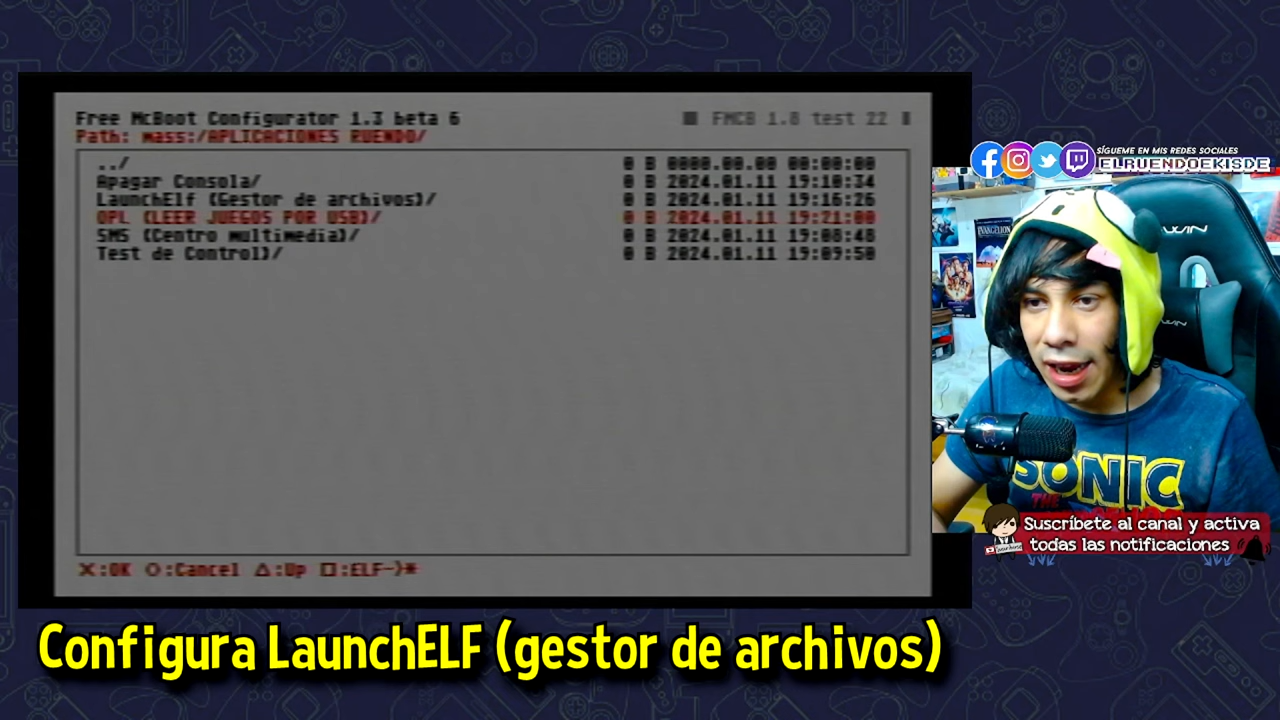 Free McBoot Configurator 1.3 beta 6
FMCB 1.8 test 22
Path: mass:/APLICACIONES RUENDO/
../ 0 B 0000.00.00 00:00:00
Apagar Consola/ 0 B 2024.01.11 19:10:34
LaunchElf (Gestor de archivos)/ 0 B 2024.01.11 19:16:26
OPL (LEER JUEGOS POR USB)/ 0 B 2024.01.11 19:21:00
SMS (Centro multimedia)/ 0 B 2024.01.11 19:08:48
Test de Control)/ 0 B 2024.01.11 19:09:50
X:OK O:Cancel △:Up □:ELF->*
SÍGUEME EN MIS REDES SOCIALES
ELRUENDOEKISDE
EVANGELION
WIN
WIN
SONIC
THE
Suscríbete al canal y activa
todas las notificaciones
Configura LaunchELF (gestor de archivos)